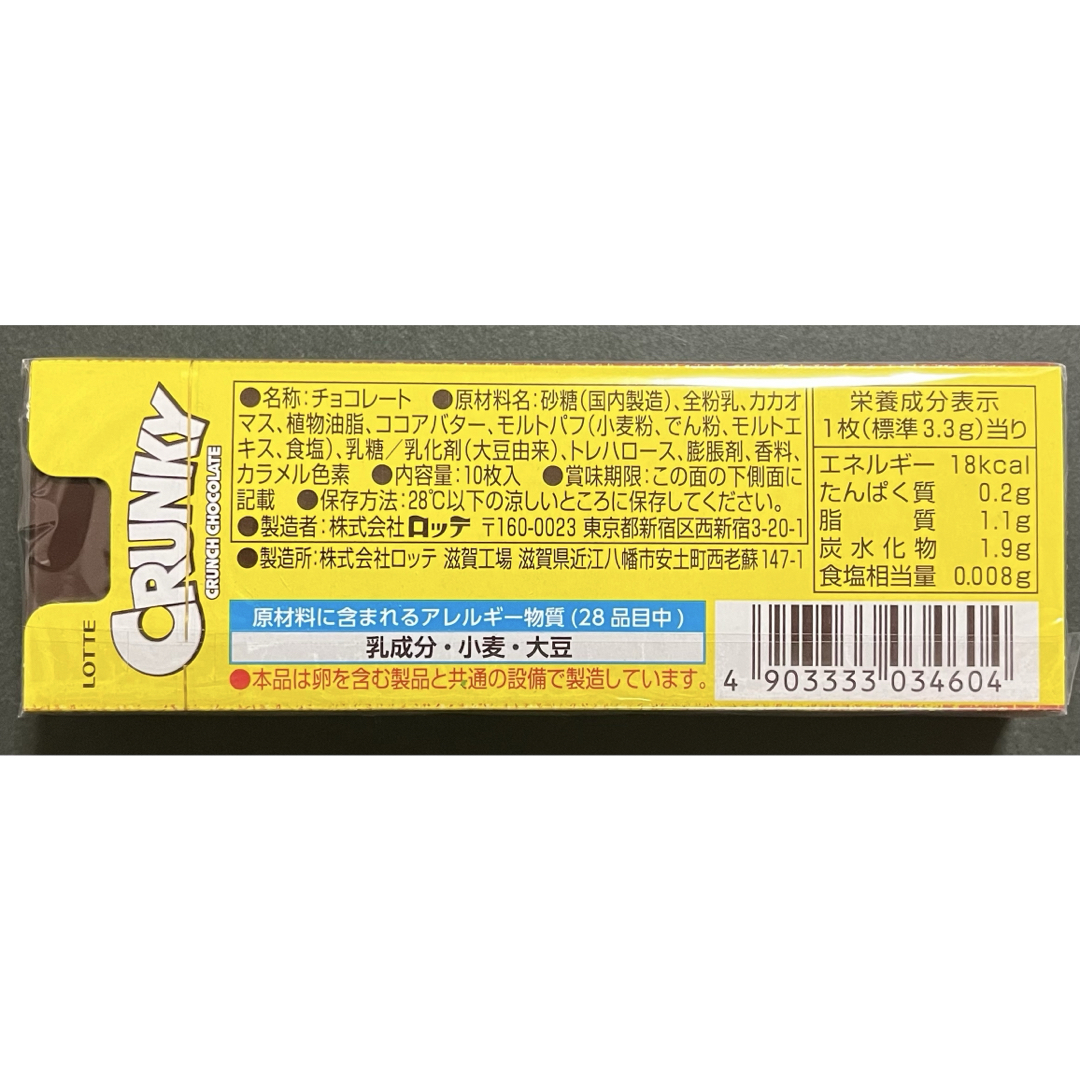 LOTTE
CRUNKY
CRUNCH CHOCOLATE
●名称:チョコレート ●原材料名:砂糖(国内製造)、全粉乳、カカオ
マス、植物油脂、ココアバター、モルトパフ(小麦粉、でん粉、モルトエ
キス、食塩)、乳糖/乳化剤(大豆由来)、トレハロース、膨脹剤、香料、
カラメル色素 ●内容量:10枚入 ●賞味期限:この面の下側面に
記載 ●保存方法:28℃以下の涼しいところに保存してください。
●製造者:株式会社ロッテ 〒160-0023 東京都新宿区西新宿3-20-1
●製造所:株式会社ロッテ 滋賀工場 滋賀県近江八幡市安土町西老蘇147-1
栄養成分表示
1枚(標準3.3g)当り
エネルギー 18kcal
たんぱく質 0.2g
脂質 1.1g
炭水化物 1.9g
食塩相当量 0.008g
原材料に含まれるアレルギー物質(28品目中)
乳成分・小麦・大豆
●本品は卵を含む製品と共通の設備で製造しています。
4 903333 034604